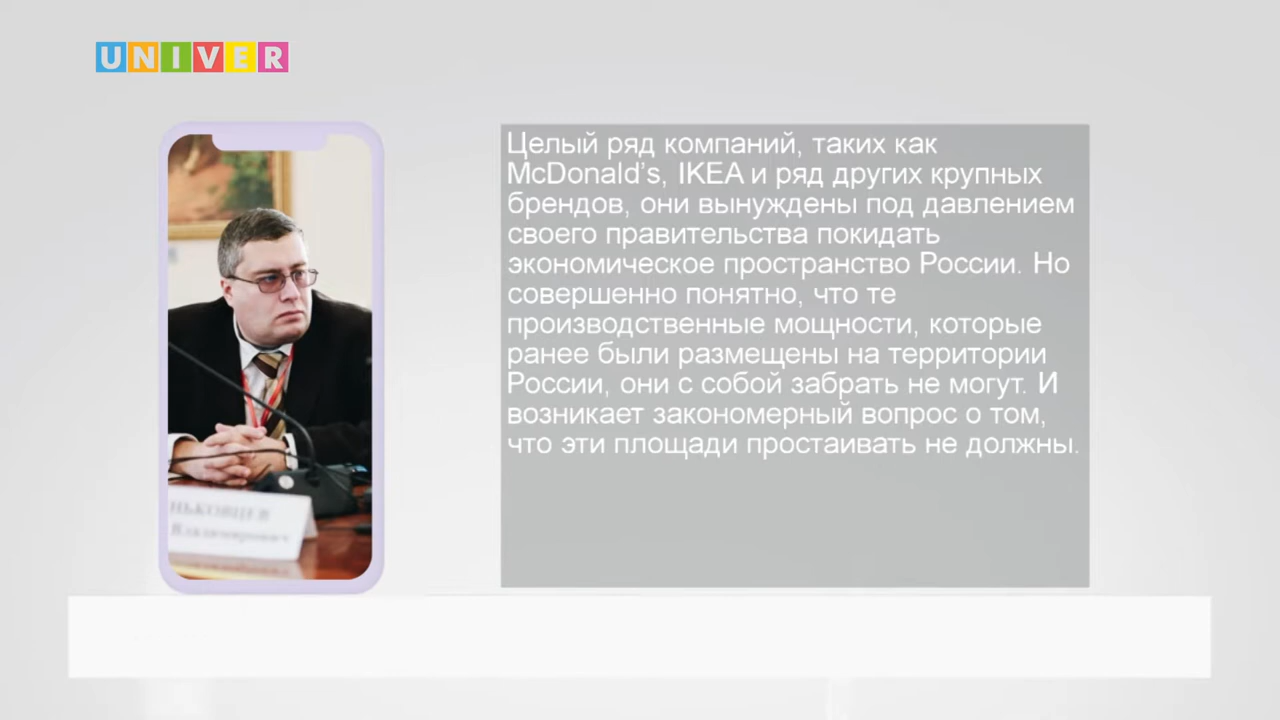 UNIVER
Целый ряд компаний, таких как
McDonald's, IKEA и ряд других крупных
брендов, они вынуждены под давлением
своего правительства покидать
экономическое пространство России. Но
совершенно понятно, что те
производственные мощности, которые
ранее были размещены на территории
России, они с собой забрать не могут. И
возникает закономерный вопрос о том,
что эти площади простаивать не должны.